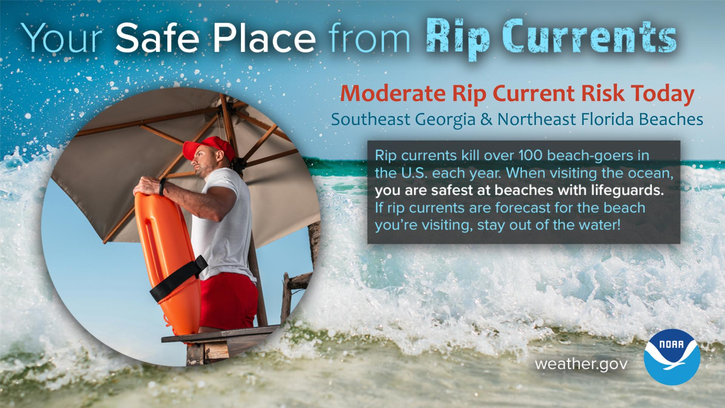 Your Safe Place from Rip Currents
Moderate Rip Current Risk Today
Southeast Georgia & Northeast Florida Beaches
Rip currents kill over 100 beach-goers in
the U.S. each year. When visiting the ocean,
you are safest at beaches with lifeguards.
If rip currents are forecast for the beach
you're visiting, stay out of the water!
weather.gov
NOAA